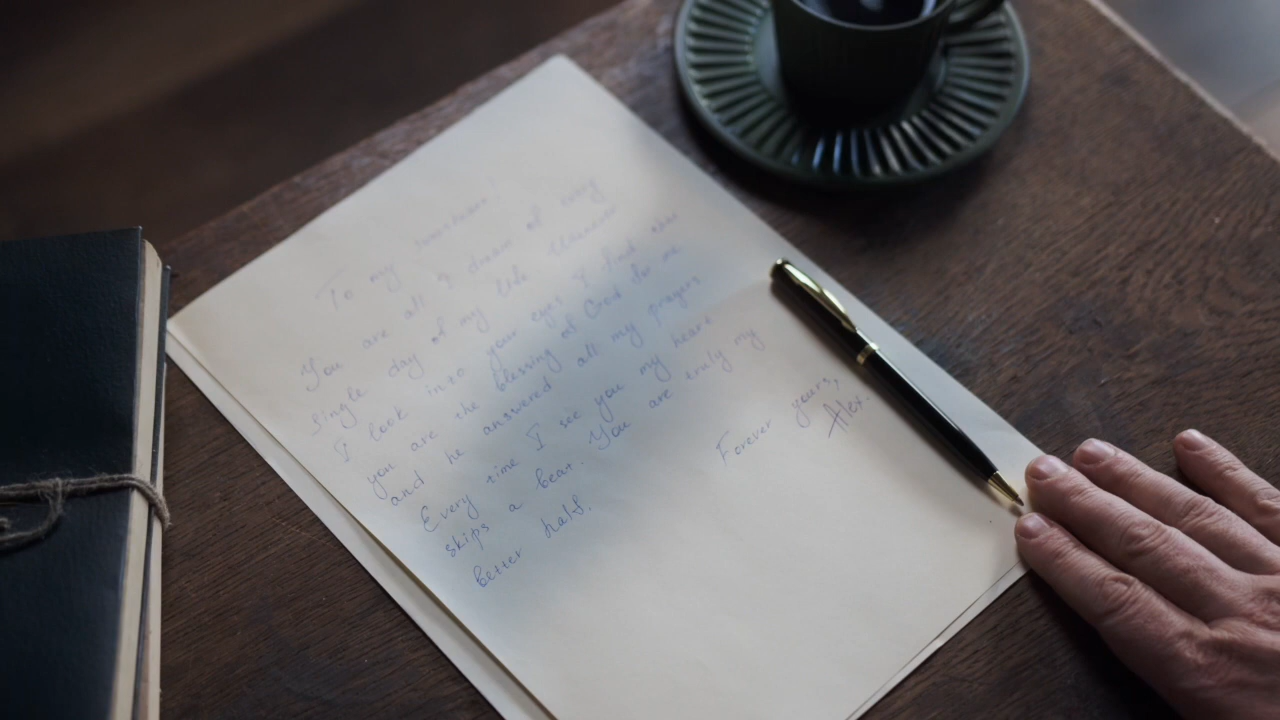 To my sweetheart!
You are all I dream of every
single day of my life. Whenever
I look into your eyes I find that
you are the blessing of God for me
and he answered all my prayers
Every time I see you my heart
skips a beat. You are truly my
better half.
Forever yours,
Alex.